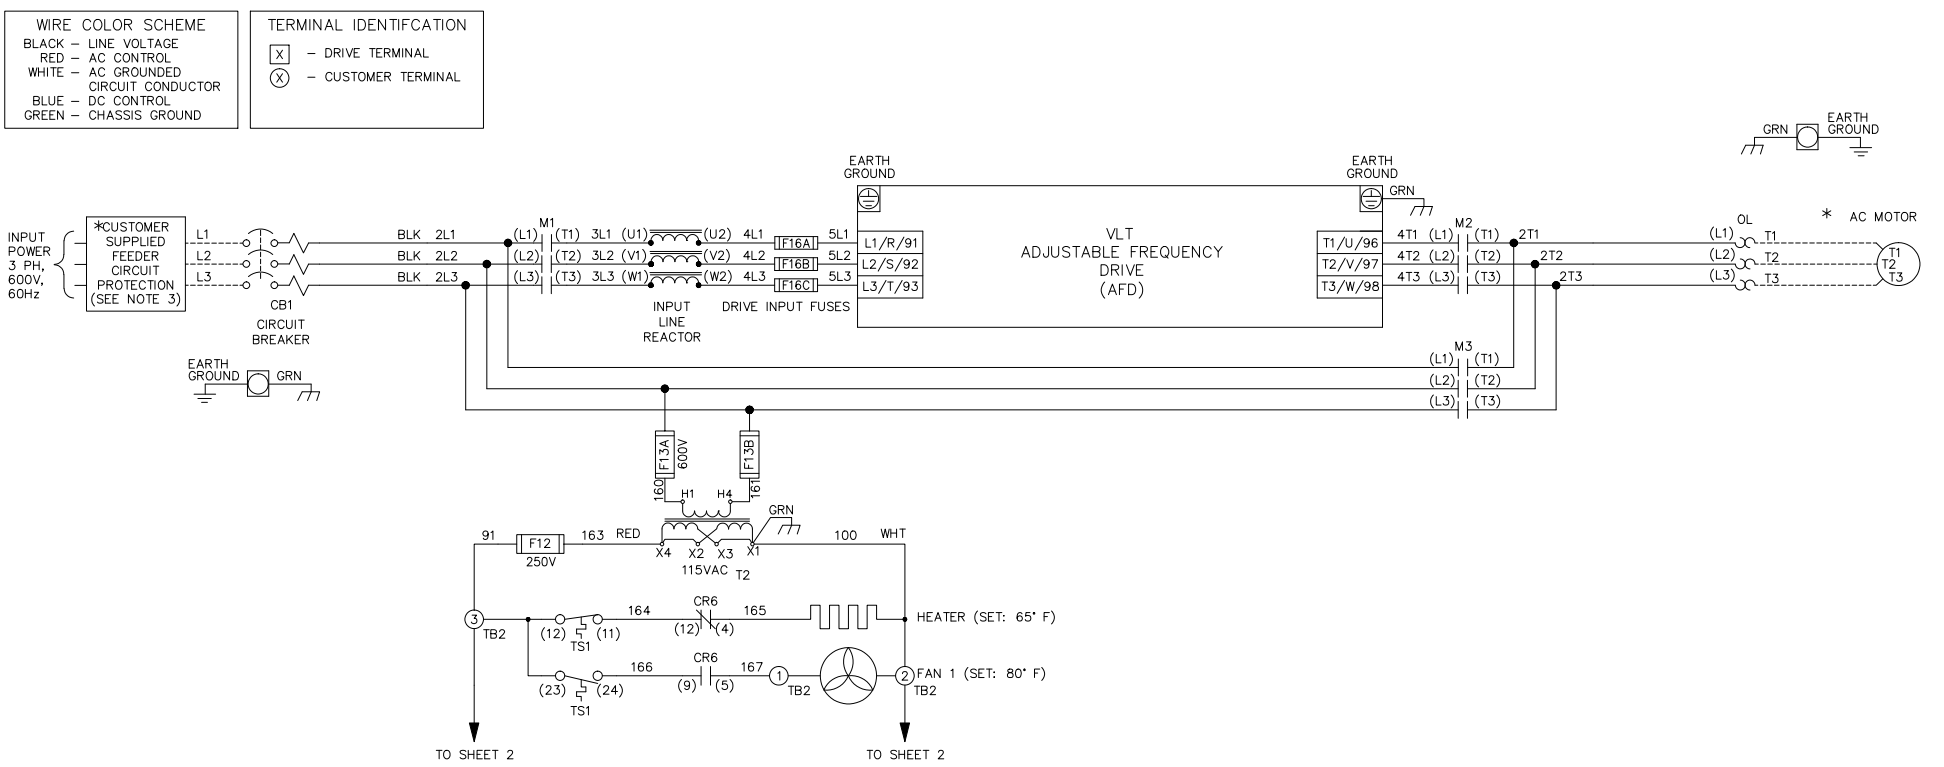 WIRE COLOR SCHEME
BLACK – LINE VOLTAGE
RED – AC CONTROL
WHITE – AC GROUNDED
CIRCUIT CONDUCTOR
BLUE – DC CONTROL
GREEN – CHASSIS GROUND
TERMINAL IDENTIFCATION
X – DRIVE TERMINAL
X – CUSTOMER TERMINAL
GRN
EARTH
GROUND
EARTH
GROUND
EARTH
GROUND
GRN
INPUT
POWER
3 PH,
600V,
60Hz
*CUSTOMER
SUPPLIED
FEEDER
CIRCUIT
PROTECTION
(SEE NOTE 3)
L1
L2
L3
CB1
CIRCUIT
BREAKER
BLK 2L1
BLK 2L2
BLK 2L3
M1
(L1) (T1) 3L1 (U1) (U2) 4L1 F16A 5L1 L1/R/91
(L2) (T2) 3L2 (V1) (V2) 4L2 F16B 5L2 L2/S/92
(L3) (T3) 3L3 (W1) (W2) 4L3 F16C 5L3 L3/T/93
INPUT
LINE
REACTOR
DRIVE INPUT FUSES
VLT
ADJUSTABLE FREQUENCY
DRIVE
(AFD)
M2
T1/U/96 4T1 (L1) (T1) 2T1
T2/V/97 4T2 (L2) (T2) 2T2
T3/W/98 4T3 (L3) (T3) 2T3
OL
(L1) T1
(L2) T2
(L3) T3
* AC MOTOR
T1
T2
T3
M3
(L1) (T1)
(L2) (T2)
(L3) (T3)
EARTH
GROUND
GRN
F13A
600V
F13B
160
161
H1 H4
GRN
91 F12 163 RED
250V
X4 X2 X3 X1
100 WHT
115VAC T2
3
TB2
(12) (11)
TS1
164
CR6
(12) (4)
165
HEATER (SET: 65° F)
(23) (24)
TS1
166
CR6
(9) (5)
167
1
TB2
2
TB2
FAN 1 (SET: 80° F)
TO SHEET 2
TO SHEET 2